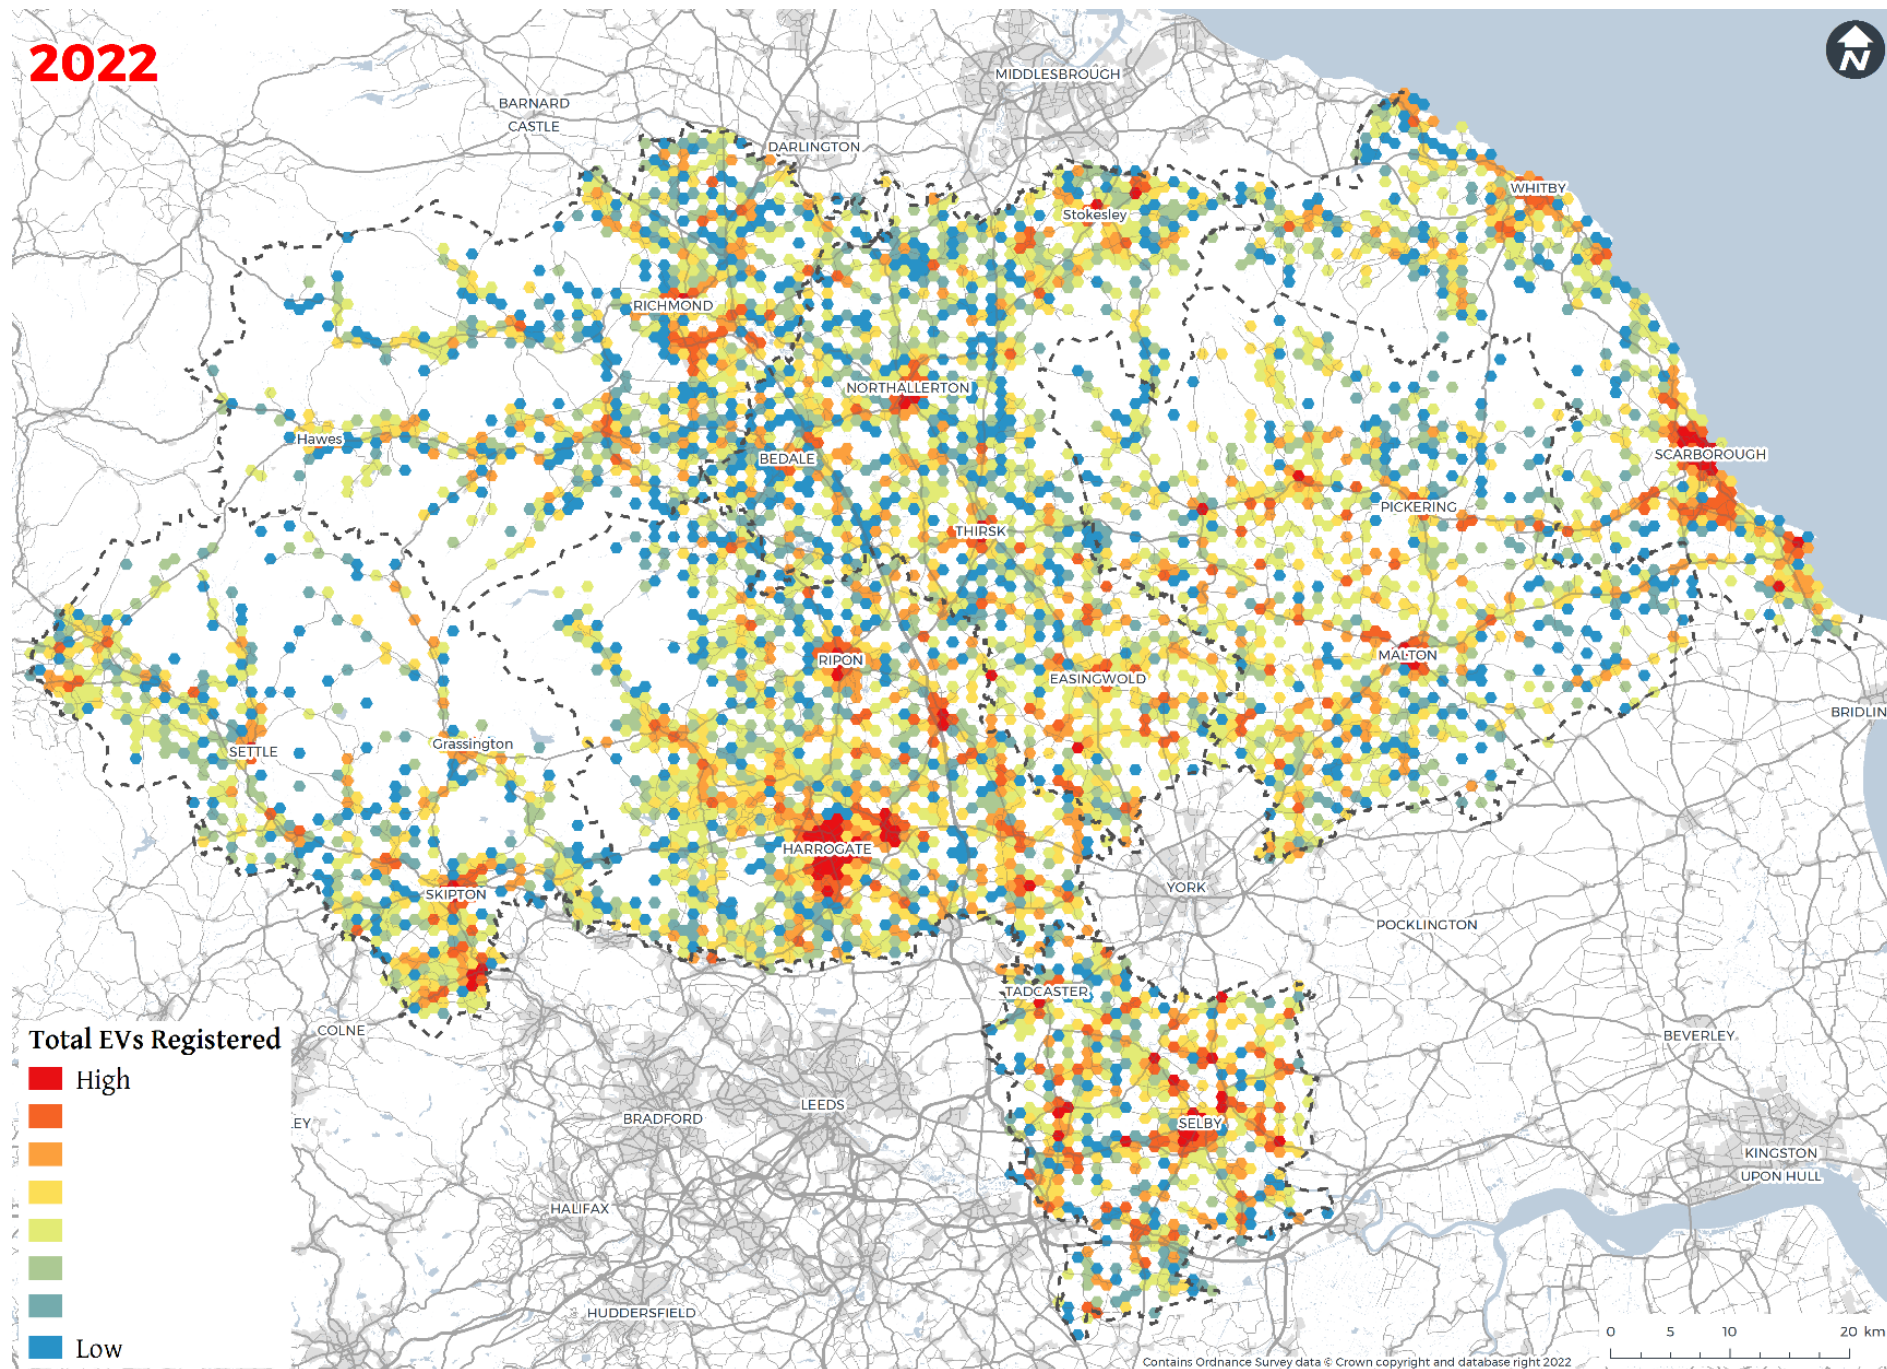 2022
N
MIDDLESBROUGH
BARNARD
CASTLE
DARLINGTON
WHITBY
Stokesley
RICHMOND
NORTHALLERTON
Hawes
BEDALE
SCARBOROUGH
PICKERING
THIRSK
RIPON
MALTON
EASINGWOLD
BRIDLIN
SETTLE
Grassington
HARROGATE
SKIPTON
YORK
POCKLINGTON
TADCASTER
COLNE
BEVERLEY
Total EVs Registered
High
LEY
BRADFORD
LEEDS
SELBY
KINGSTON
UPON HULL
HALIFAX
HUDDERSFIELD
Low
0 5 10 20 km
Contains Ordnance Survey data © Crown copyright and database right 2022